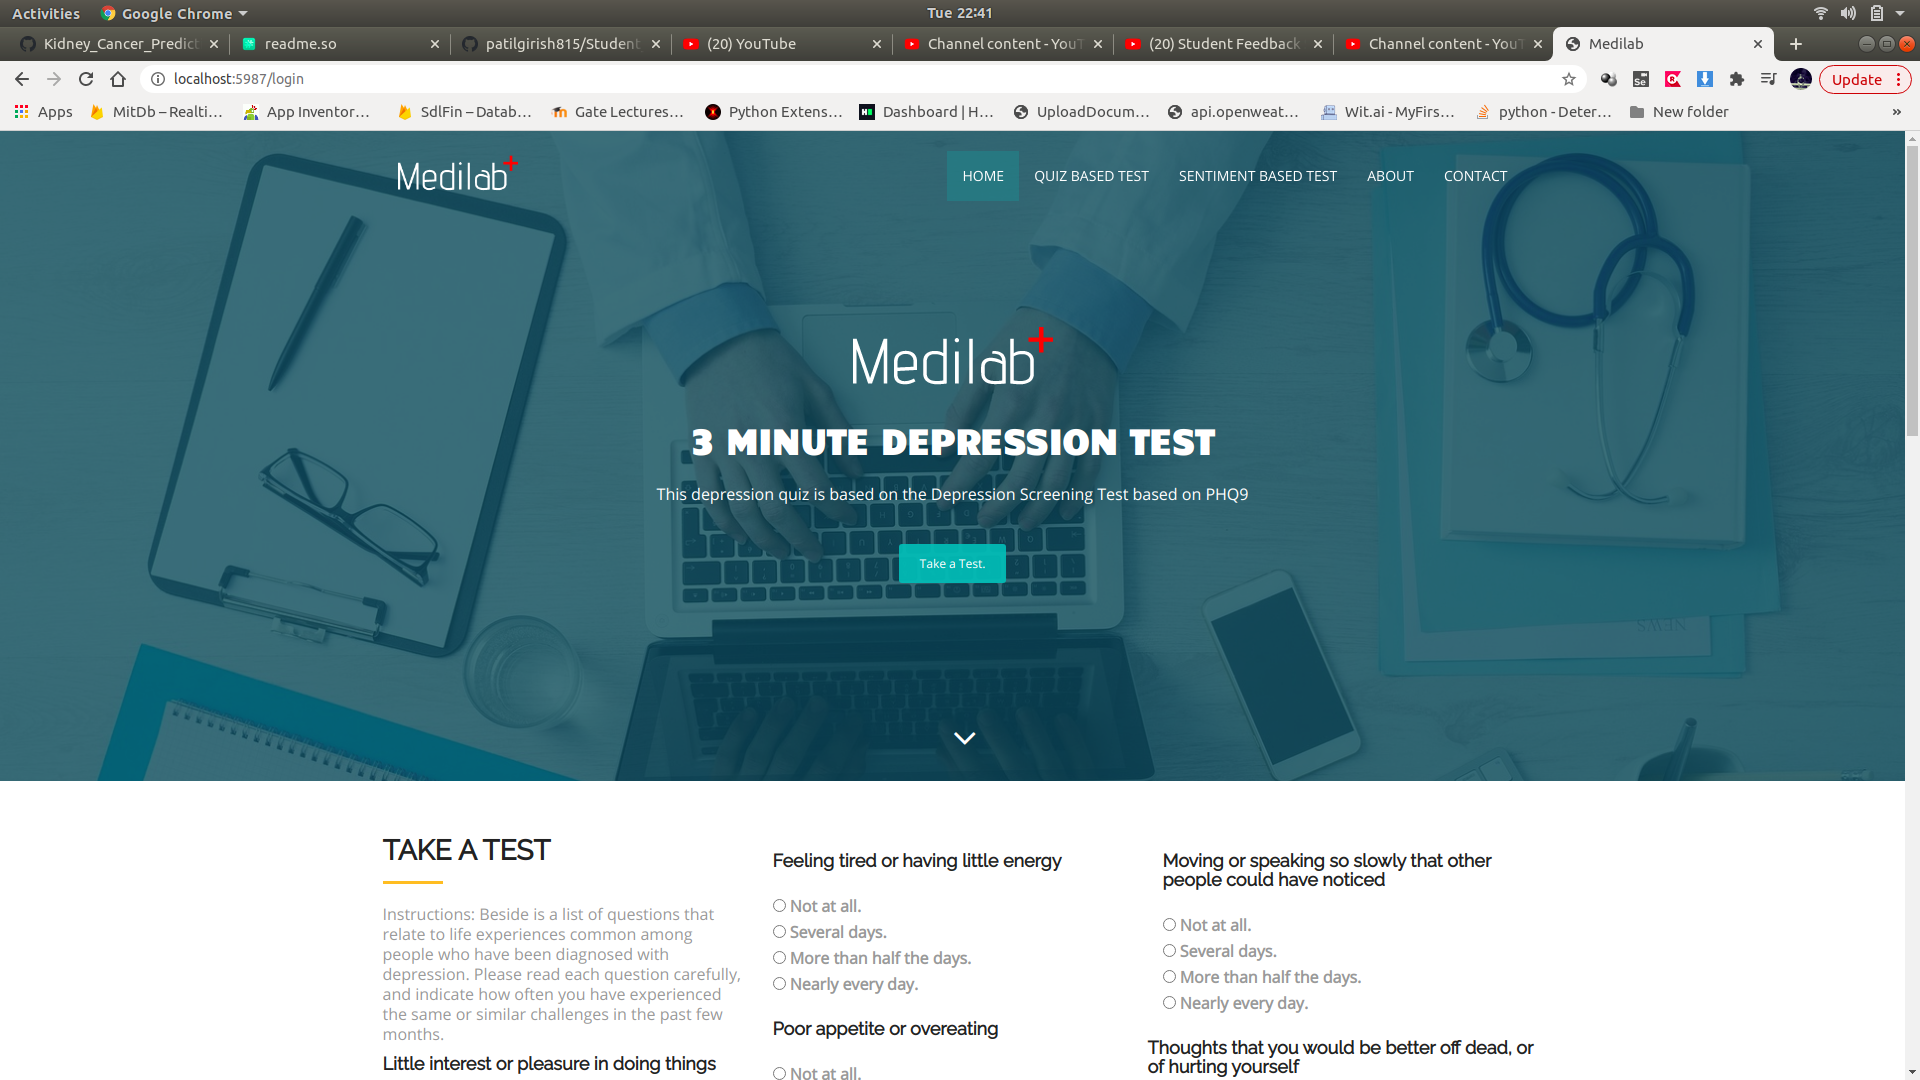 Activities
Google Chrome
Tue 22:41
Kidney_Cancer_Predict
readme.so
patilgirish815/Student
(20) YouTube
Channel content - YouT
(20) Student Feedback
Channel content - YouT
Medilab
localhost:5987/login
Update
Apps
MitDb – Realti...
App Inventor...
SdlFin – Datab...
Gate Lectures...
Python Extens...
Dashboard | H...
UploadDocum...
api.openweat...
Wit.ai - MyFirs...
python - Deter...
New folder
»
Medilab+
HOME
QUIZ BASED TEST
SENTIMENT BASED TEST
ABOUT
CONTACT
Medilab+
3 MINUTE DEPRESSION TEST
This depression quiz is based on the Depression Screening Test based on PHQ9
Take a Test.
NEWS
TAKE A TEST
Instructions: Beside is a list of questions that
relate to life experiences common among
people who have been diagnosed with
depression. Please read each question carefully,
and indicate how often you have experienced
the same or similar challenges in the past few
months.
Little interest or pleasure in doing things
Feeling tired or having little energy
Not at all.
Several days.
More than half the days.
Nearly every day.
Poor appetite or overeating
Not at all.
Moving or speaking so slowly that other
people could have noticed
Not at all.
Several days.
More than half the days.
Nearly every day.
Thoughts that you would be better off dead, or
of hurting yourself